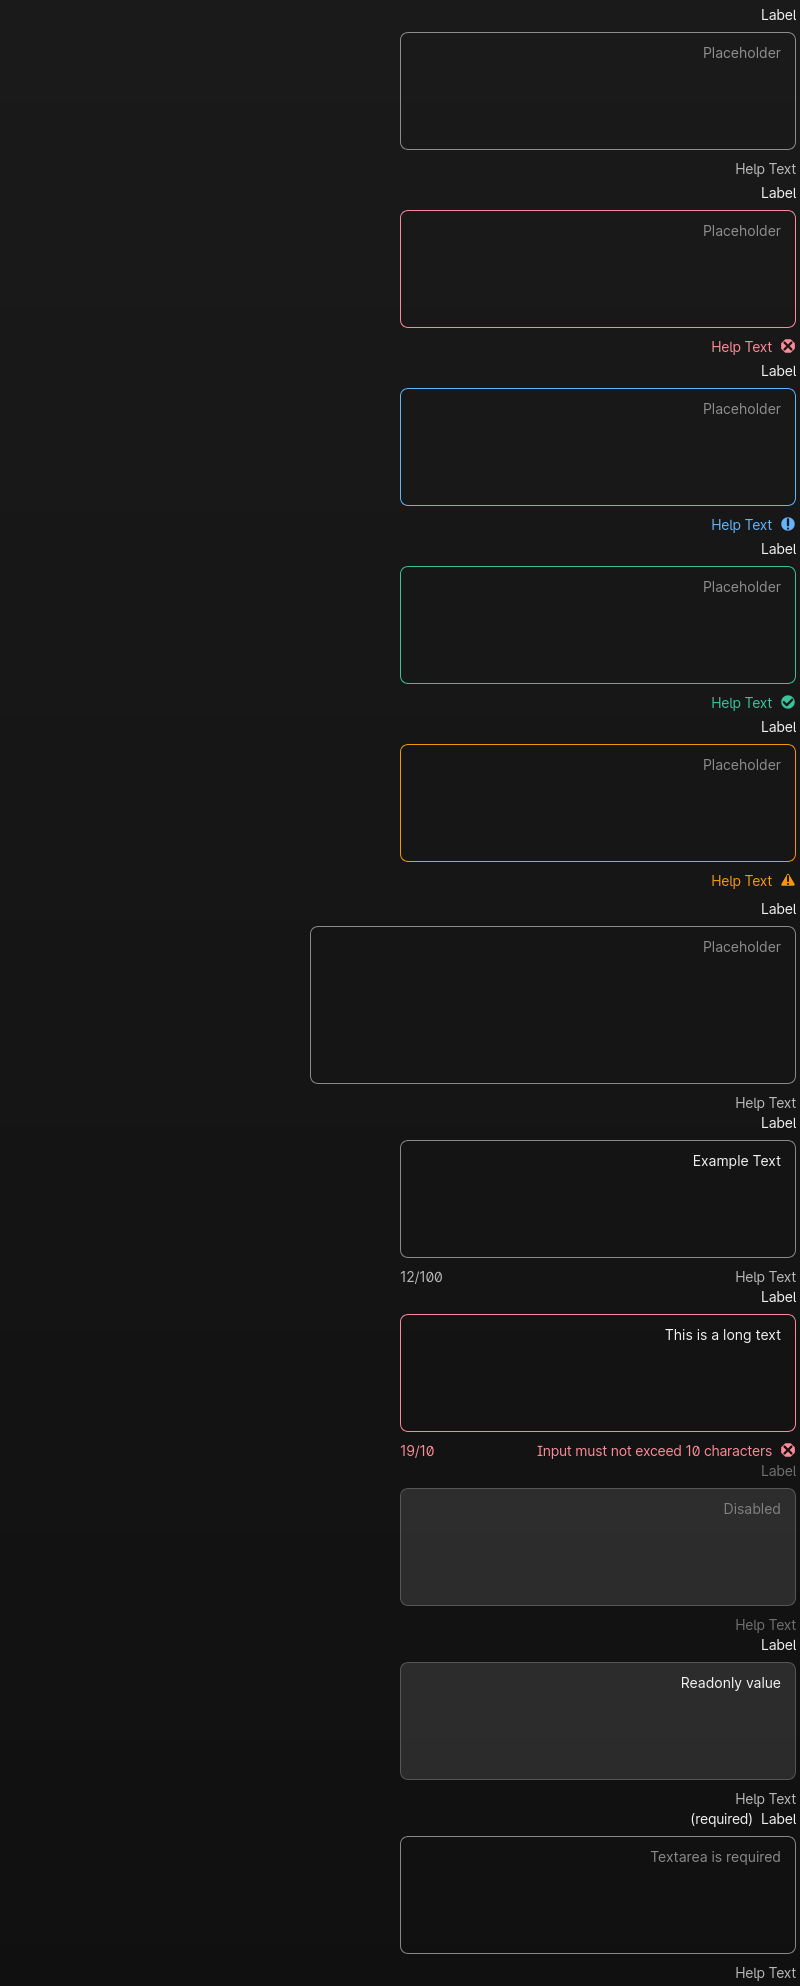 Label
Placeholder
Help Text
Label
Placeholder
Help Text
Label
Placeholder
Help Text
Label
Placeholder
Help Text
Label
Placeholder
Help Text
Label
Placeholder
Help Text
Label
Example Text
12/100 Help Text
Label
This is a long text
19/10 Input must not exceed 10 characters
Label
Disabled
Help Text
Label
Readonly value
Help Text
(required) Label
Textarea is required
Help Text